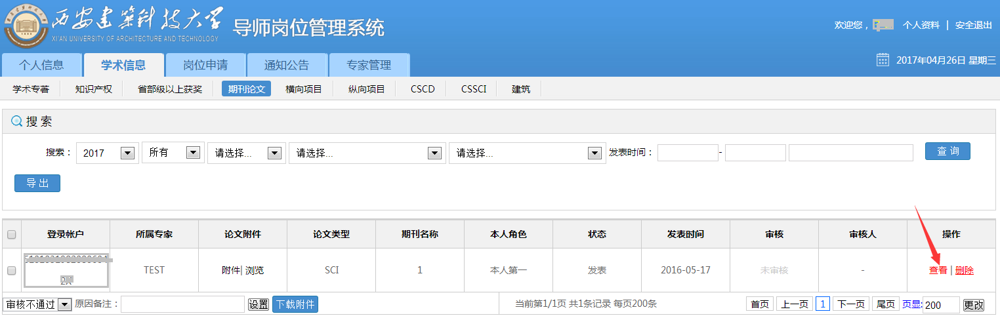 西安建筑科技大学 导师岗位管理系统
XI'AN UNIVERSITY OF ARCHITECTURE AND TECHNOLOGY
欢迎您， 个人资料 | 安全退出
个人信息 学术信息 岗位申请 通知公告 专家管理
2017年04月26日 星期三
学术专著 知识产权 省部级以上获奖 期刊论文 横向项目 纵向项目 CSCD CSSCI 建筑
搜 索
搜索： 2017 所有 请选择... 请选择... 请选择... 发表时间： - 查 询
导 出
登录帐户 所属专家 论文附件 论文类型 期刊名称 本人角色 状态 发表时间 审核 审核人 操作
TEST 附件| 浏览 SCI 1 本人第一 发表 2016-05-17 未审核 - 查看 | 删除
审核不通过 原因备注： 设置 下载附件 当前第1/1页 共1条记录 每页200条 首页 上一页 1 下一页 尾页 页显: 200 更改